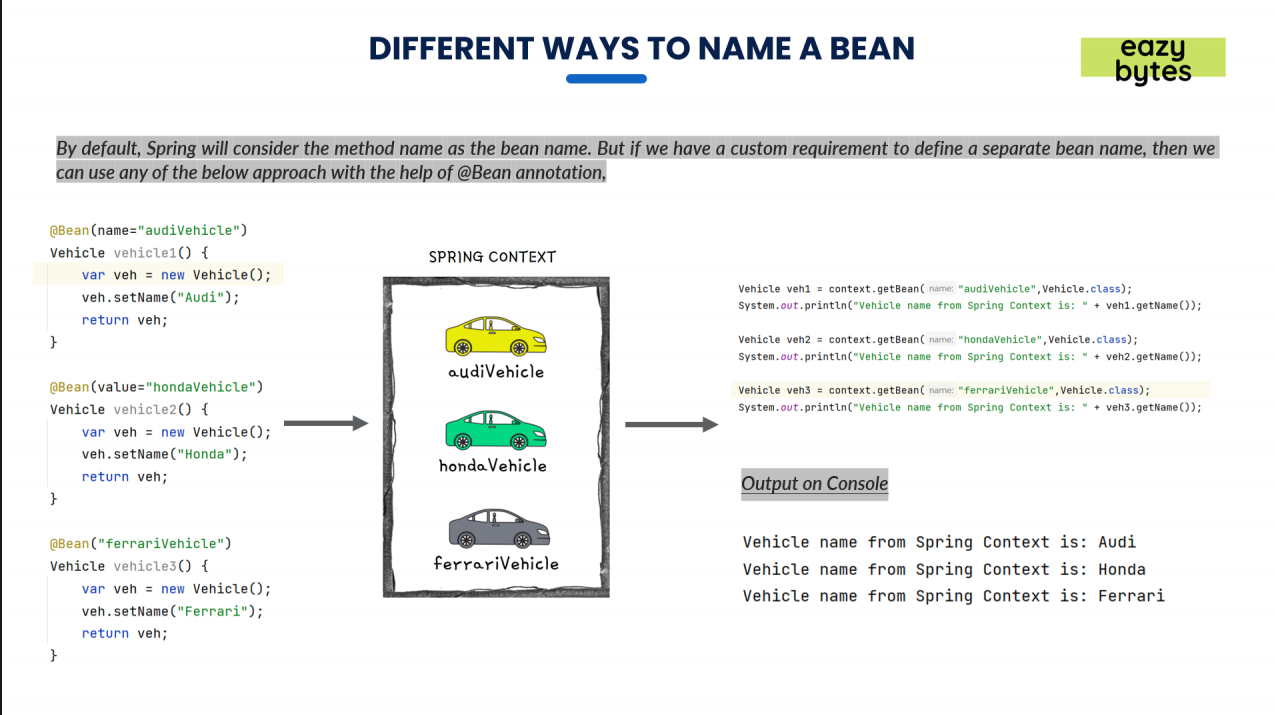 DIFFERENT WAYS TO NAME A BEAN
eazy
bytes
By default, Spring will consider the method name as the bean name. But if we have a custom requirement to define a separate bean name, then we
can use any of the below approach with the help of @Bean annotation,
@Bean(name="audiVehicle")
Vehicle vehicle1() {
    var veh = new Vehicle();
    veh.setName("Audi");
    return veh;
}
@Bean(value="hondaVehicle")
Vehicle vehicle2() {
    var veh = new Vehicle();
    veh.setName("Honda");
    return veh;
}
@Bean("ferrariVehicle")
Vehicle vehicle3() {
    var veh = new Vehicle();
    veh.setName("Ferrari");
    return veh;
}
SPRING CONTEXT
audiVehicle
hondaVehicle
ferrariVehicle
Vehicle veh1 = context.getBean( name: "audiVehicle",Vehicle.class);
System.out.println("Vehicle name from Spring Context is: " + veh1.getName());
Vehicle veh2 = context.getBean( name: "hondaVehicle",Vehicle.class);
System.out.println("Vehicle name from Spring Context is: " + veh2.getName());
Vehicle veh3 = context.getBean( name: "ferrariVehicle",Vehicle.class);
System.out.println("Vehicle name from Spring Context is: " + veh3.getName());
Output on Console
Vehicle name from Spring Context is: Audi
Vehicle name from Spring Context is: Honda
Vehicle name from Spring Context is: Ferrari